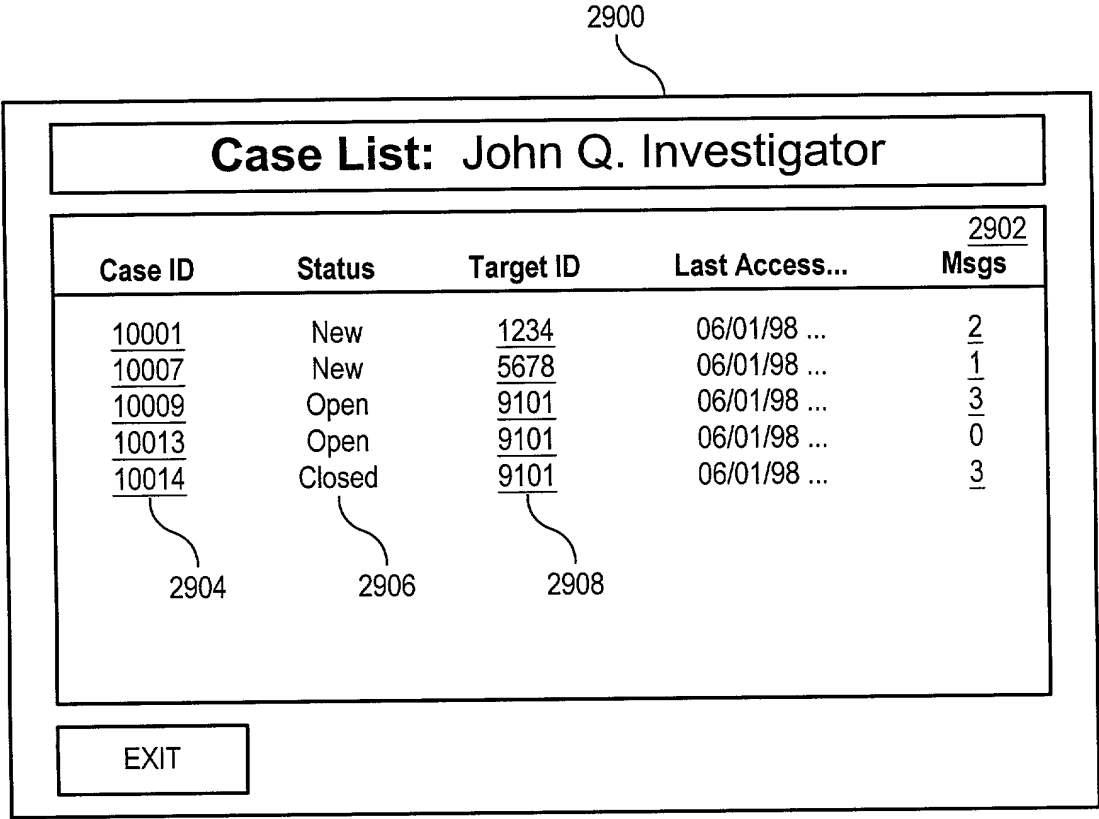 2900
Case List: John Q. Investigator
2902
Case ID Status Target ID Last Access... Msgs
10001 New 1234 06/01/98 ... 2
10007 New 5678 06/01/98 ... 1
10009 Open 9101 06/01/98 ... 3
10013 Open 9101 06/01/98 ... 0
10014 Closed 9101 06/01/98 ... 3
2904 2906 2908
EXIT